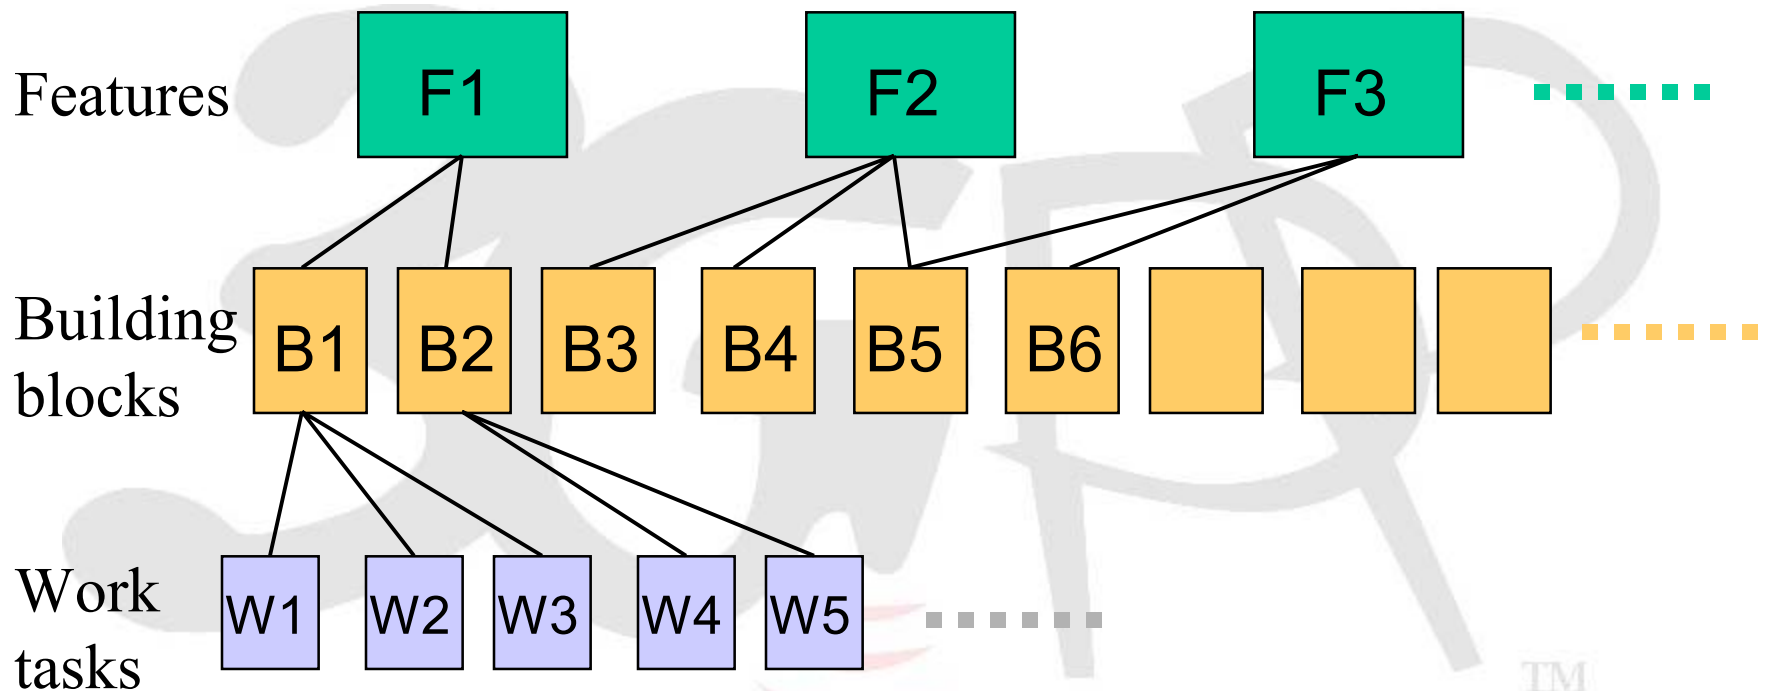 Features
F1 F2 F3
Building
blocks
B1 B2 B3 B4 B5 B6
Work
tasks
W1 W2 W3 W4 W5
TM